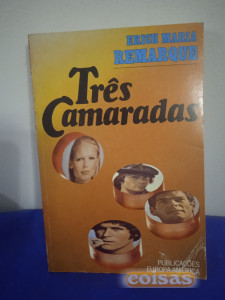 ERICH MARIA
REMARQUE
Três
Camaradas
PUBLICAÇÕES
EUROPA-AMÉRICA
coisas